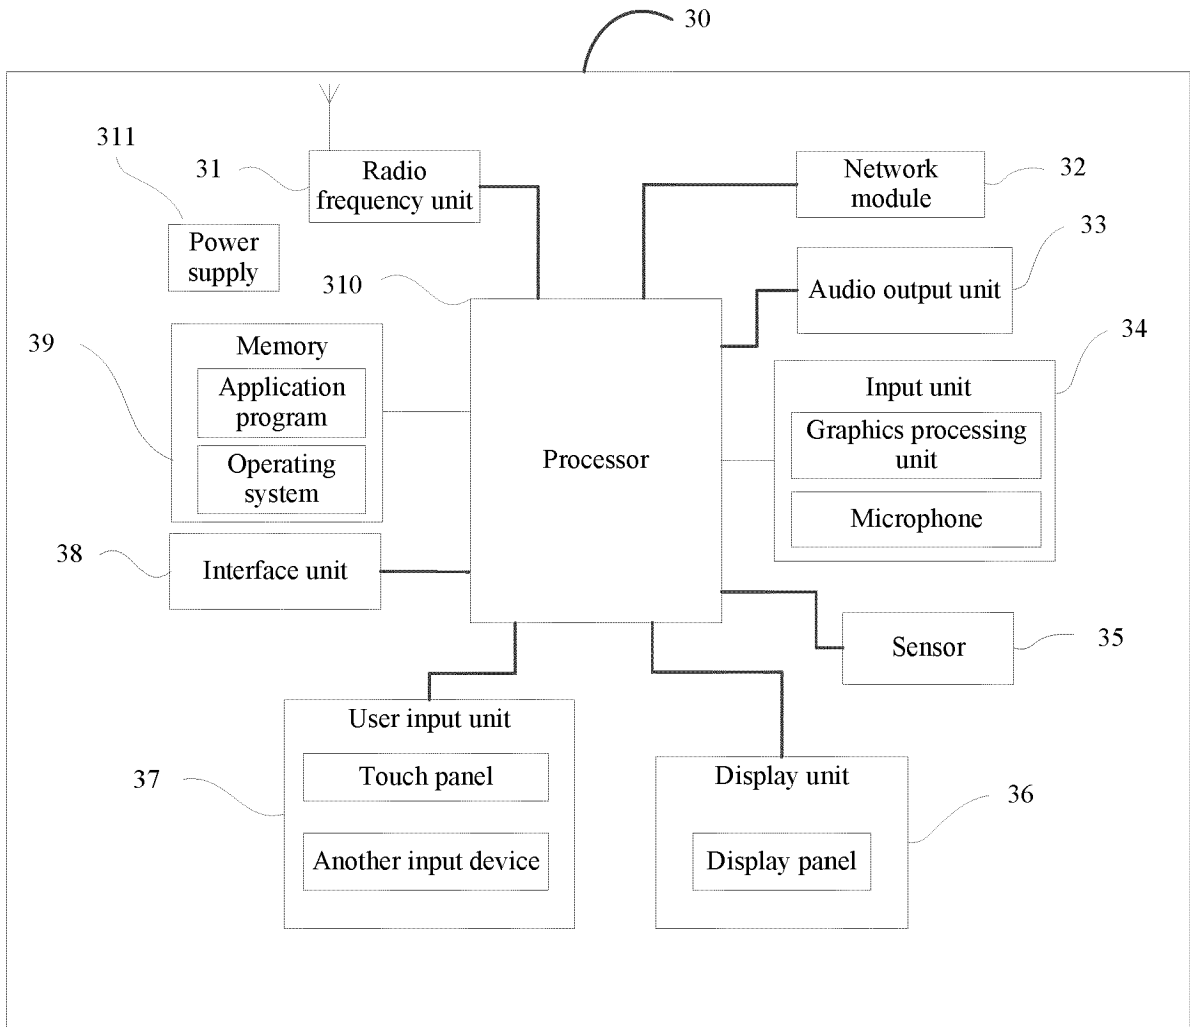 30
311
31
Radio
frequency unit
Network
module
32
Power
supply
33
Audio output unit
310
39
Memory
Application
program
Operating
system
Processor
34
Input unit
Graphics processing
unit
Microphone
38
Interface unit
Sensor
35
User input unit
37
Touch panel
Another input device
Display unit
36
Display panel